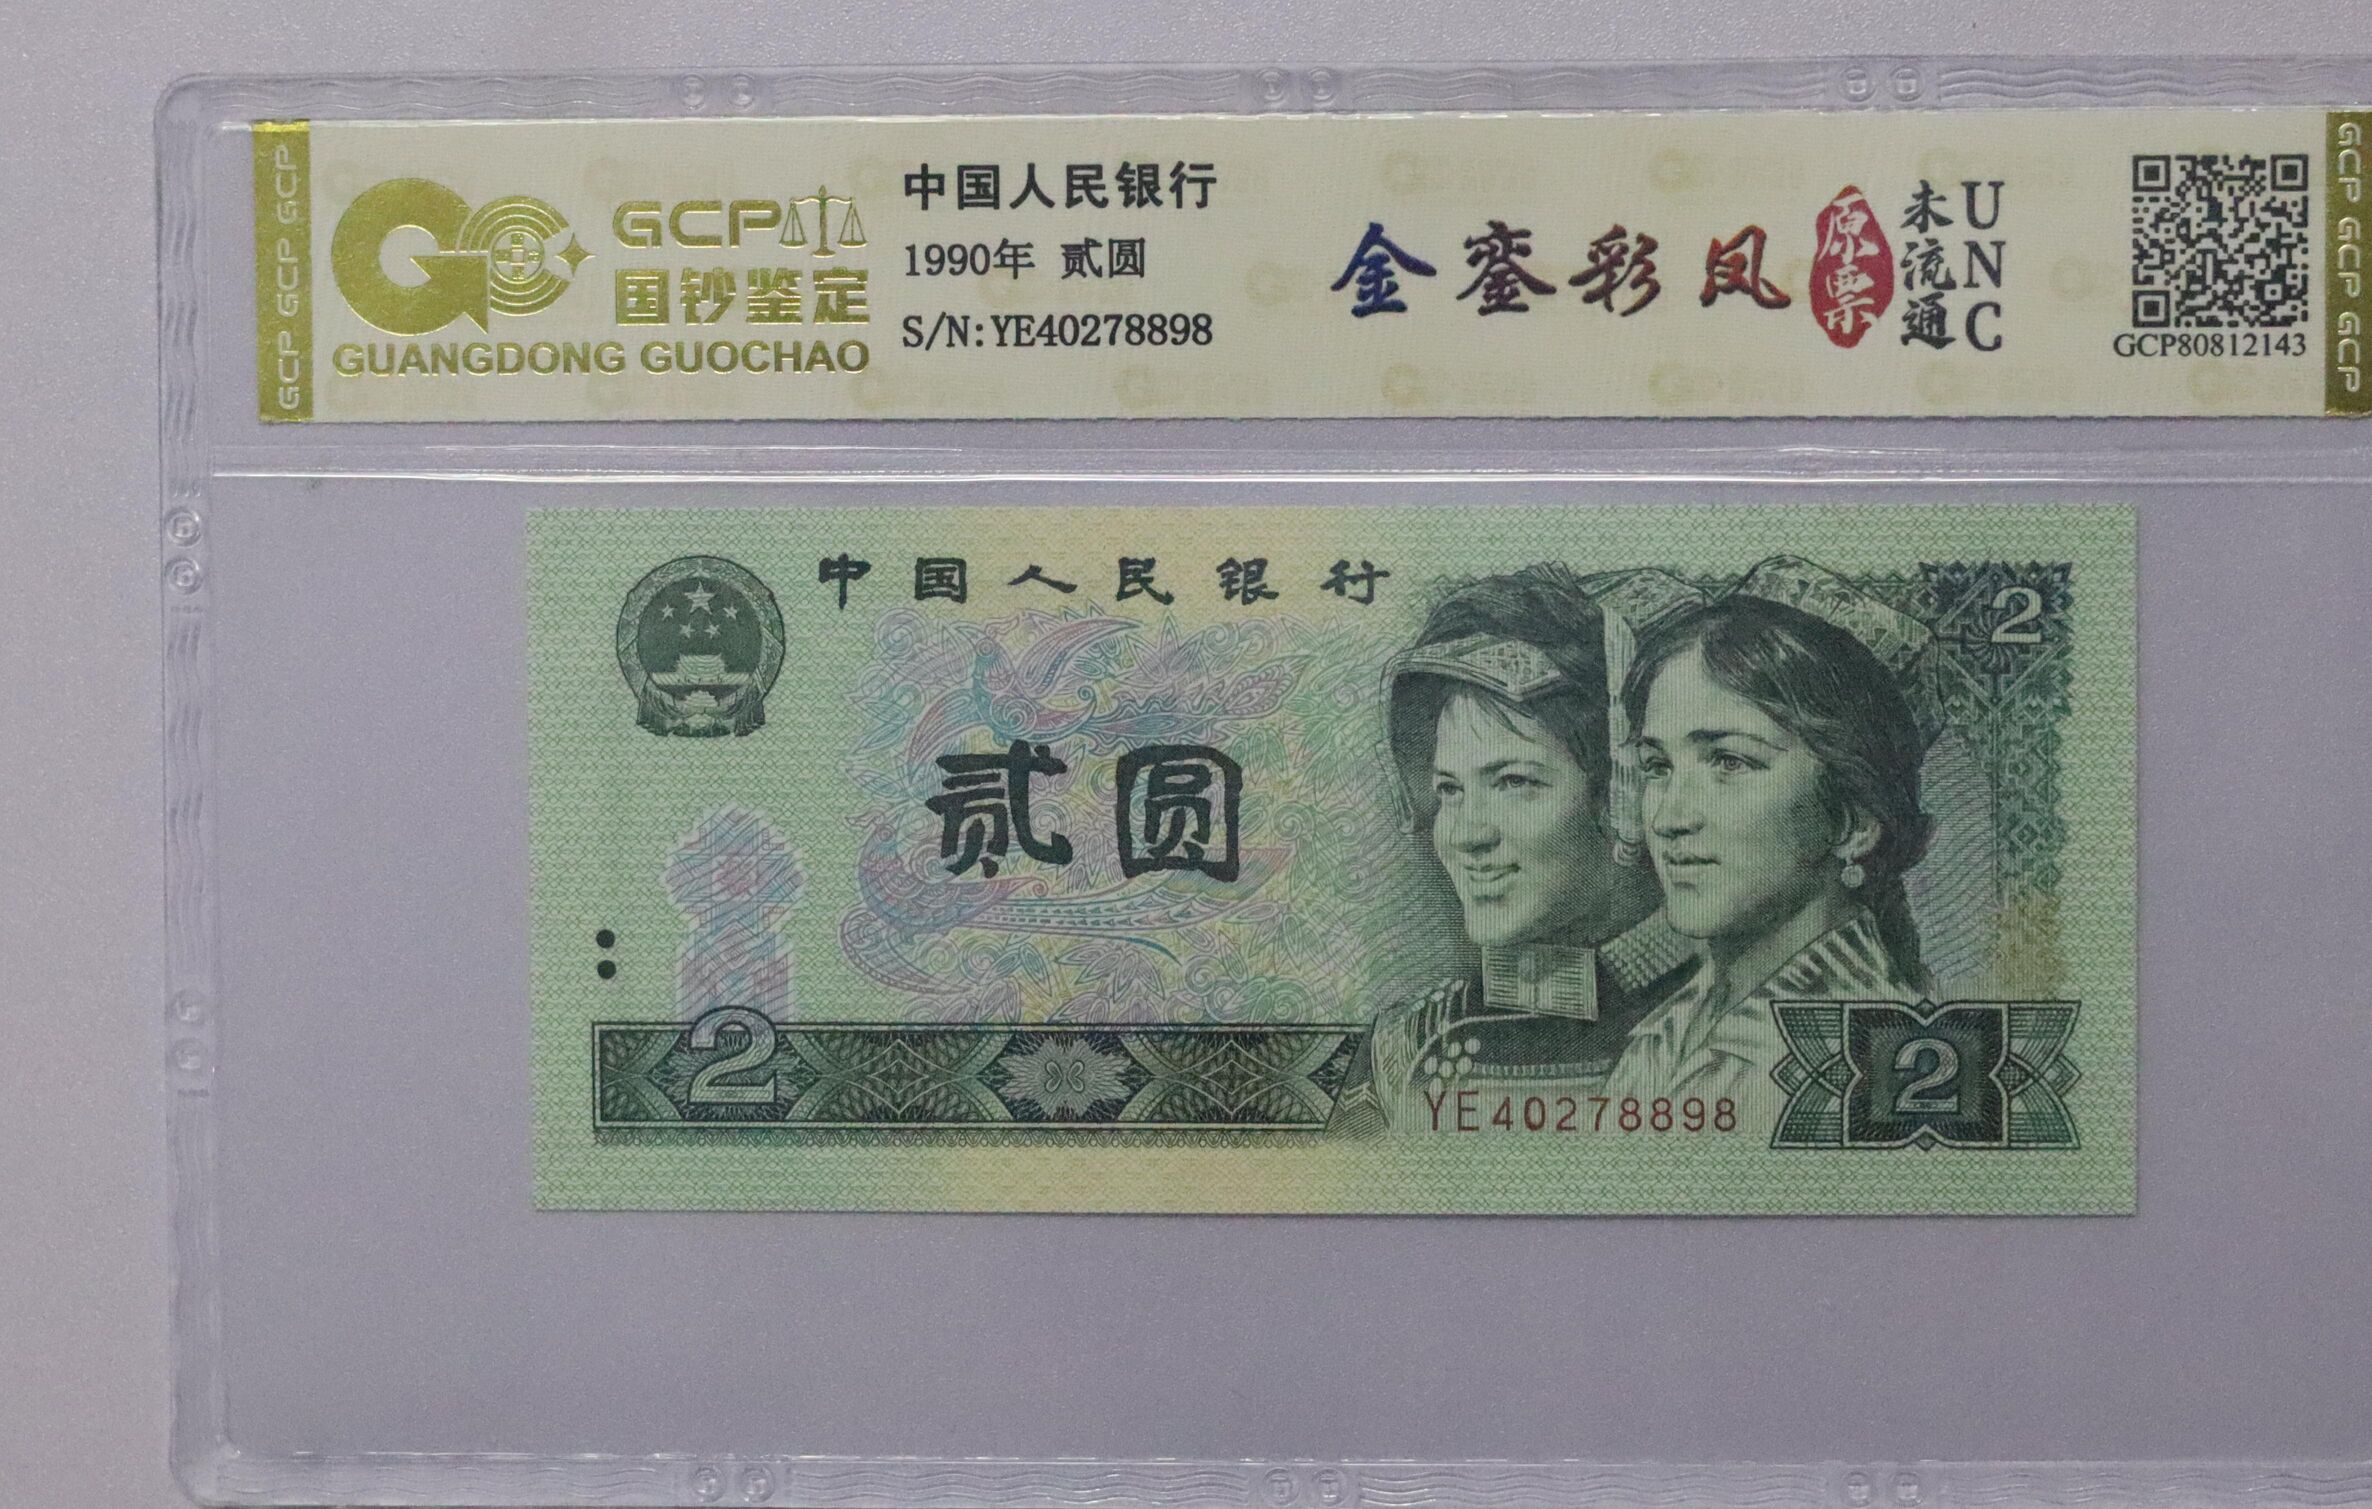 GCP GCP GCP
GCP
国钞鉴定
GUANGDONG GUOCHAO
中国人民银行
1990年 贰圆
S/N:YE40278898
金銮彩凤
原票
未流通
UNC
GCP80812143
GCP GCP GCP
中国人民银行
2
贰圆
2
YE40278898
2